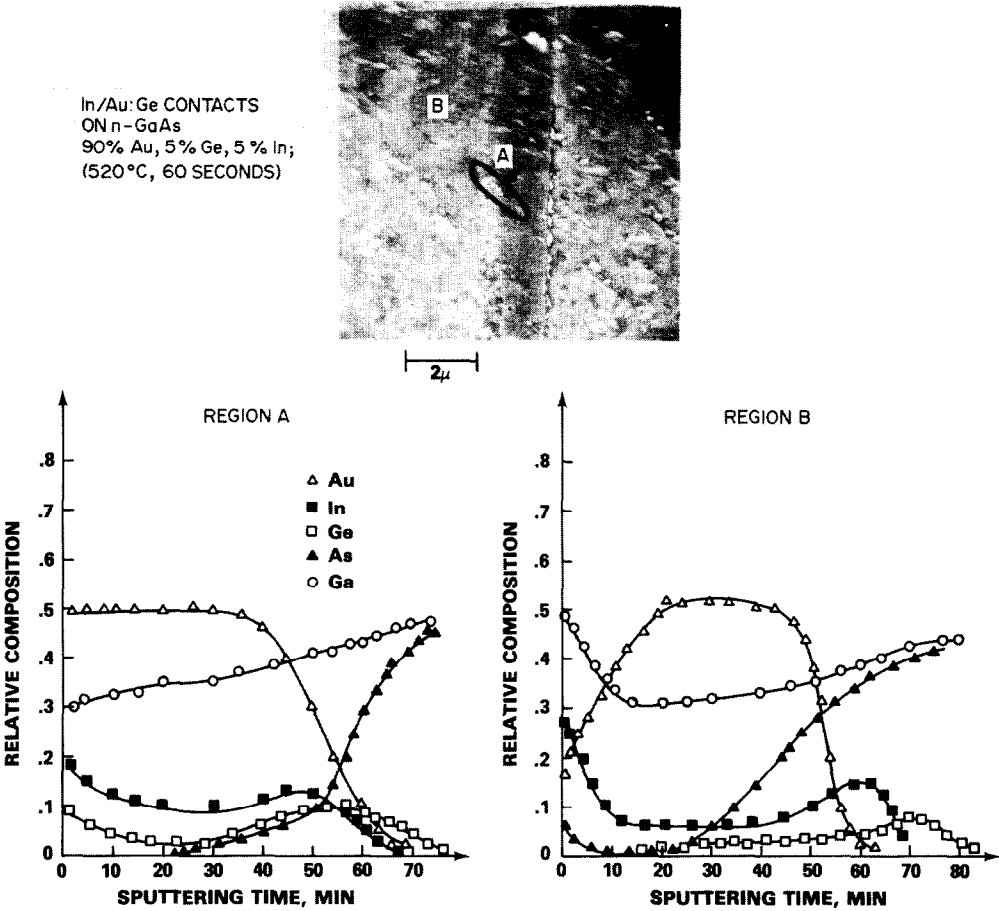 In/Au:Ge CONTACTS
ON n-GaAs
90% Au, 5% Ge, 5% In;
(520°C, 60 SECONDS)
B
A
2μ
REGION A
RELATIVE COMPOSITION
.8
.7
.6
.5
.4
.3
.2
.1
0
Au
In
Ge
As
Ga
0 10 20 30 40 50 60 70
SPUTTERING TIME, MIN
REGION B
RELATIVE COMPOSITION
.8
.7
.6
.5
.4
.3
.2
.1
0
0 10 20 30 40 50 60 70 80
SPUTTERING TIME, MIN